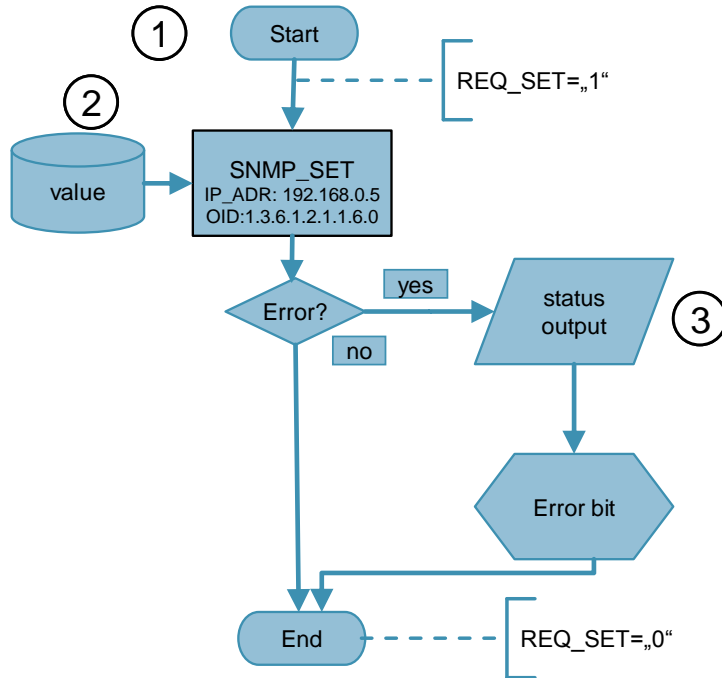 1
Start
REQ_SET=„1“
2
value
SNMP_SET
IP_ADR: 192.168.0.5
OID:1.3.6.1.2.1.1.6.0
Error?
yes
no
status
output
3
Error bit
End
REQ_SET=„0“